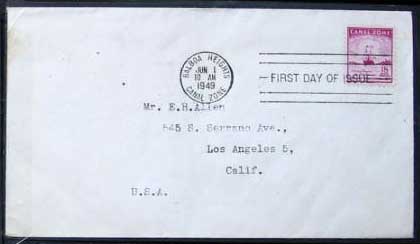 CANAL ZONE
BALBOA HEIGHTS
JUN 1
10 AM
1949
CANAL ZONE
FIRST DAY OF ISSUE
Mr. E.H.Allen
545 S. Serrano Ave.,
Los Angeles 5,
Calif.
U.S.A.